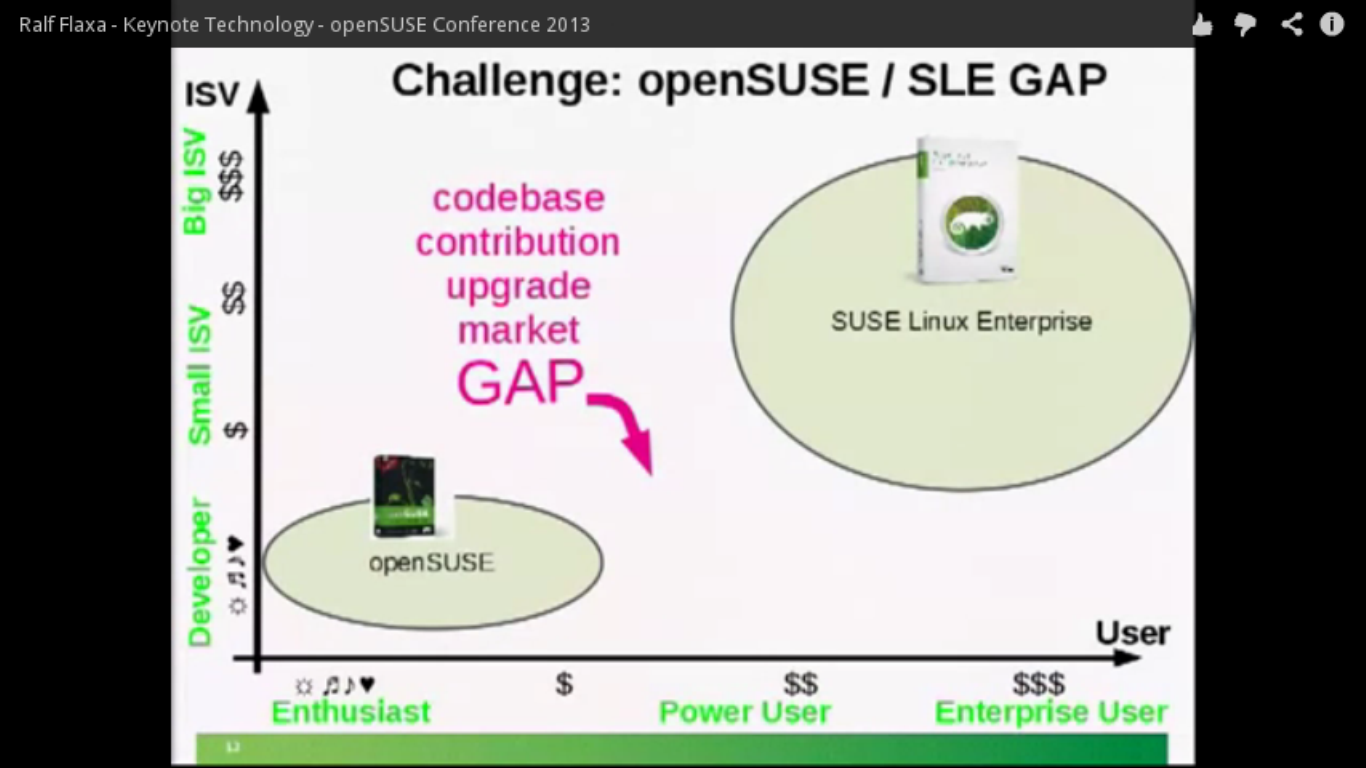 Ralf Flaxa - Keynote Technology - openSUSE Conference 2013
Challenge: openSUSE / SLE GAP
ISV
Big ISV
$$$
Small ISV
$$
$
Developer
☼ ♬♪♥
codebase
contribution
upgrade
market
GAP
SUSE Linux Enterprise
openSUSE
User
☼ ♬♪♥
$
$$
$$$
Enthusiast
Power User
Enterprise User
13